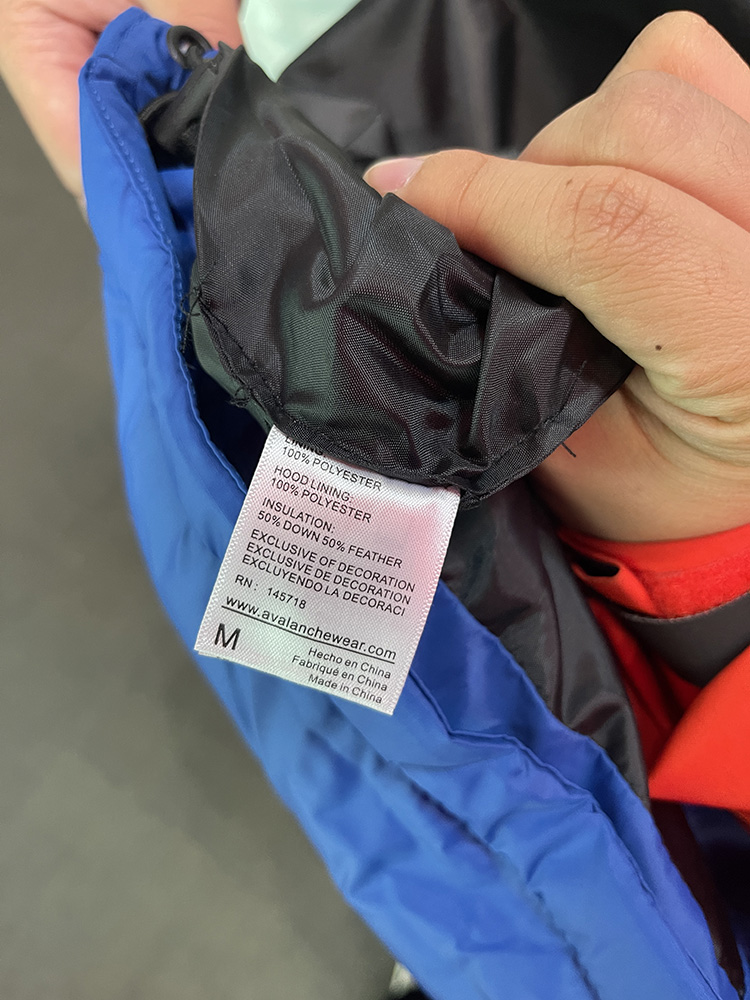 LINING:
100% POLYESTER
HOOD LINING:
100% POLYESTER
INSULATION:
50% DOWN 50% FEATHER
EXCLUSIVE OF DECORATION
EXCLUSIVE DE DECORATION
EXCLUYENDO LA DECORACI
RN: 145718
www.avalanchewear.com
M
Hecho en China
Fabriqué en China
Made in China